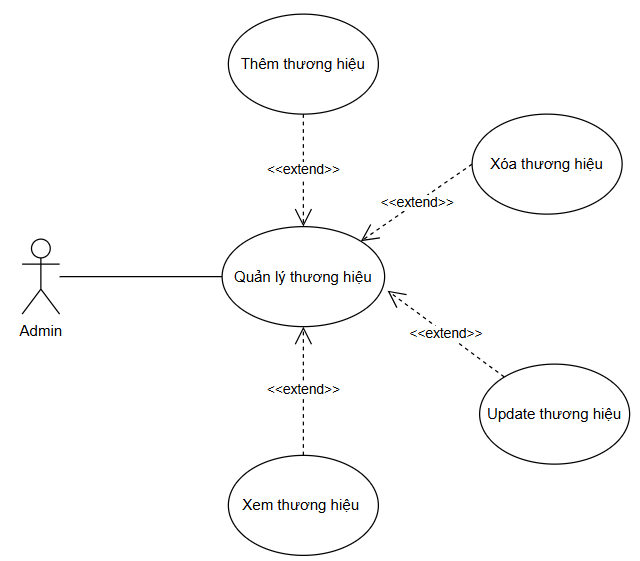 Thêm thương hiệu
<<extend>>
Xóa thương hiệu
<<extend>>
Quản lý thương hiệu
Admin
<<extend>>
<<extend>>
Update thương hiệu
Xem thương hiệu